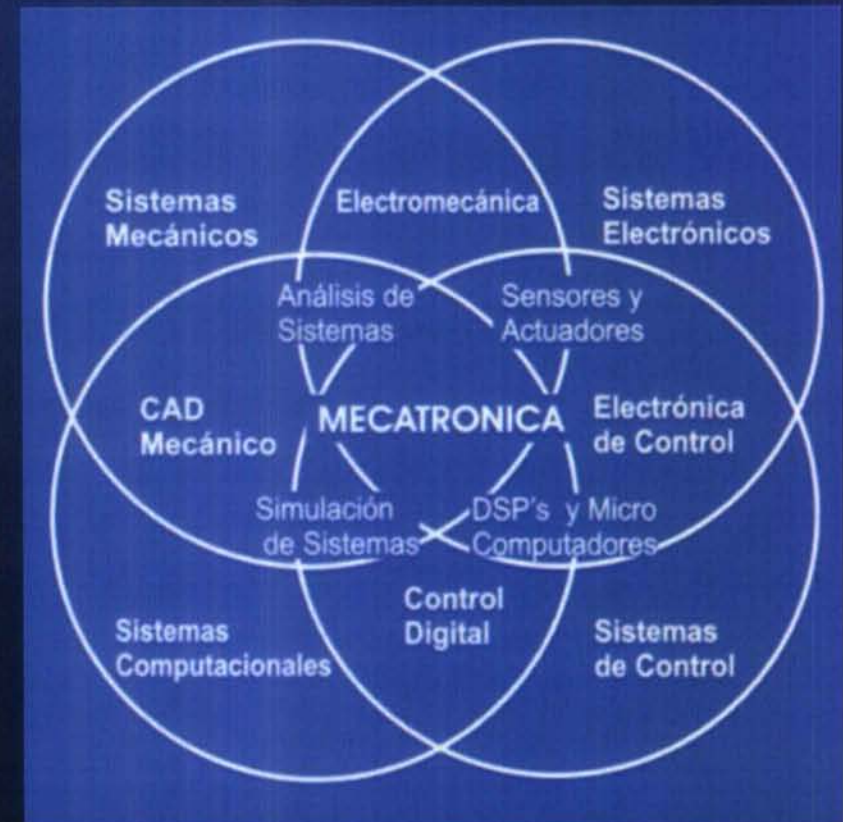 Sistemas
Mecánicos
Electromecánica
Sistemas
Electrónicos
Análisis de
Sistemas
Sensores y
Actuadores
CAD
Mecánico
MECATRONICA
Electrónica
de Control
Simulación
de Sistemas
DSP's y Micro
Computadores
Control
Digital
Sistemas
Computacionales
Sistemas
de Control